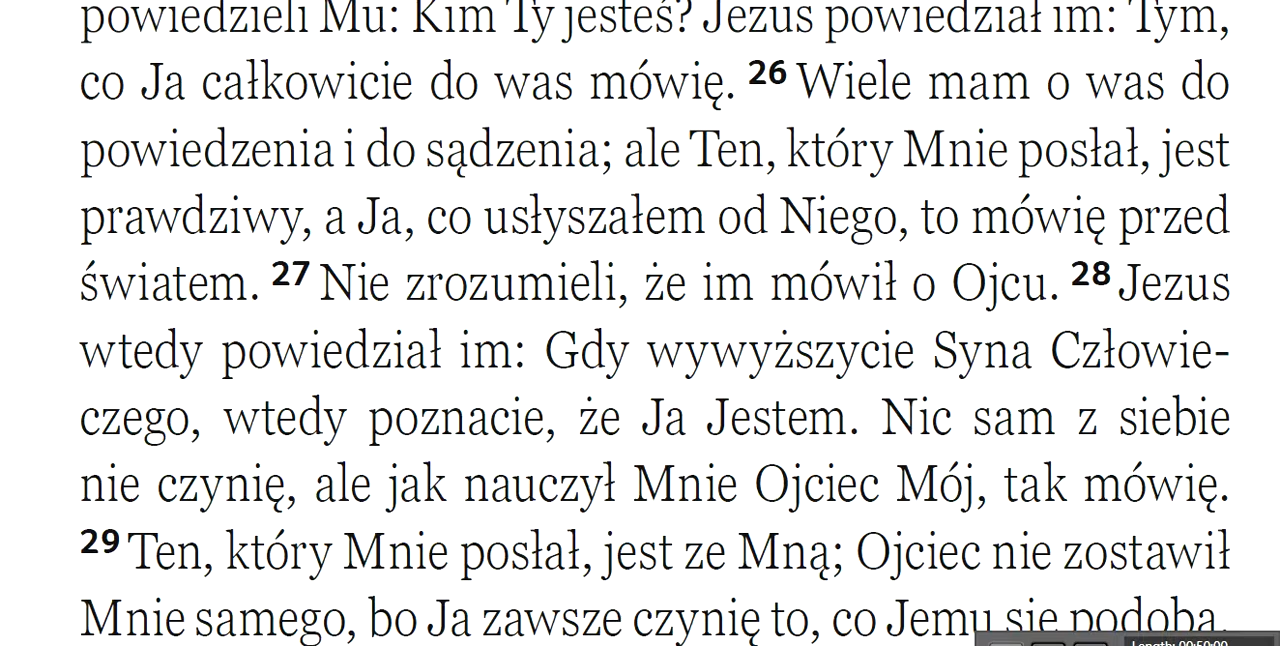 powiedzieli Mu: Kim Ty jesteś? Jezus powiedział im: Tym,
co Ja całkowicie do was mówię. 26 Wiele mam o was do
powiedzenia i do sądzenia; ale Ten, który Mnie posłał, jest
prawdziwy, a Ja, co usłyszałem od Niego, to mówię przed
światem. 27 Nie zrozumieli, że im mówił o Ojcu. 28 Jezus
wtedy powiedział im: Gdy wywyższycie Syna Człowie-
czego, wtedy poznacie, że Ja Jestem. Nic sam z siebie
nie czynię, ale jak nauczył Mnie Ojciec Mój, tak mówię.
29 Ten, który Mnie posłał, jest ze Mną; Ojciec nie zostawił
Mnie samego, bo Ja zawsze czynię to, co Jemu się podoba.
Length: 00:50:00